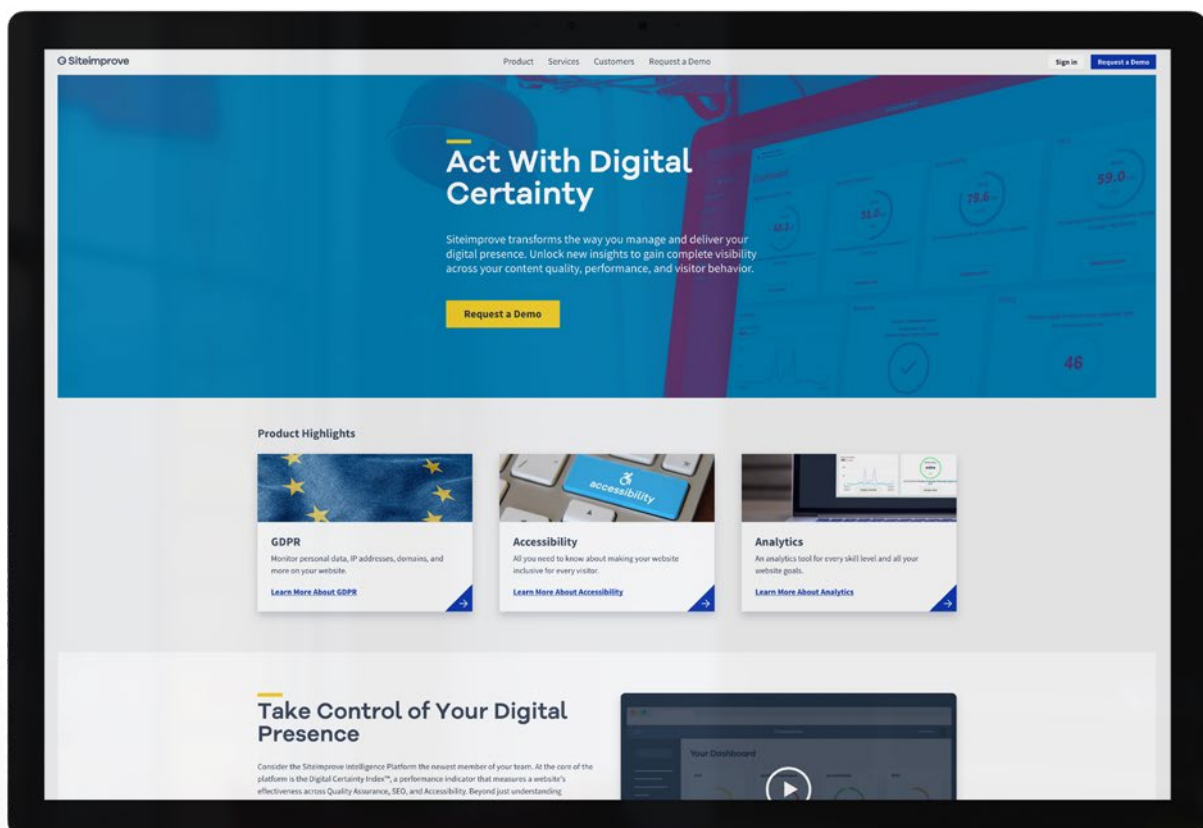 Siteimprove
Product Services Customers Request a Demo
Sign in Request a Demo
Act With Digital
Certainty
Siteimprove transforms the way you manage and deliver your
digital presence. Unlock new insights to gain complete visibility
across your content quality, performance, and visitor behavior.
Request a Demo
Dashboard
51.0
79.6
59.0
46
Product Highlights
accessibility
GDPR
Monitor personal data, IP addresses, domains, and
more on your website.
Learn More About GDPR
Accessibility
All you need to know about making your website
inclusive for every visitor.
Learn More About Accessibility
Analytics
An analytics tool for every skill level and all your
website goals.
Learn More About Analytics
Take Control of Your Digital
Presence
Consider the Siteimprove Intelligence Platform the newest member of your team. At the core of the
platform is the Digital Certainty Index™, a performance indicator that measures a website's
effectiveness across Quality Assurance, SEO, and Accessibility. Beyond just understanding
Your Dashboard